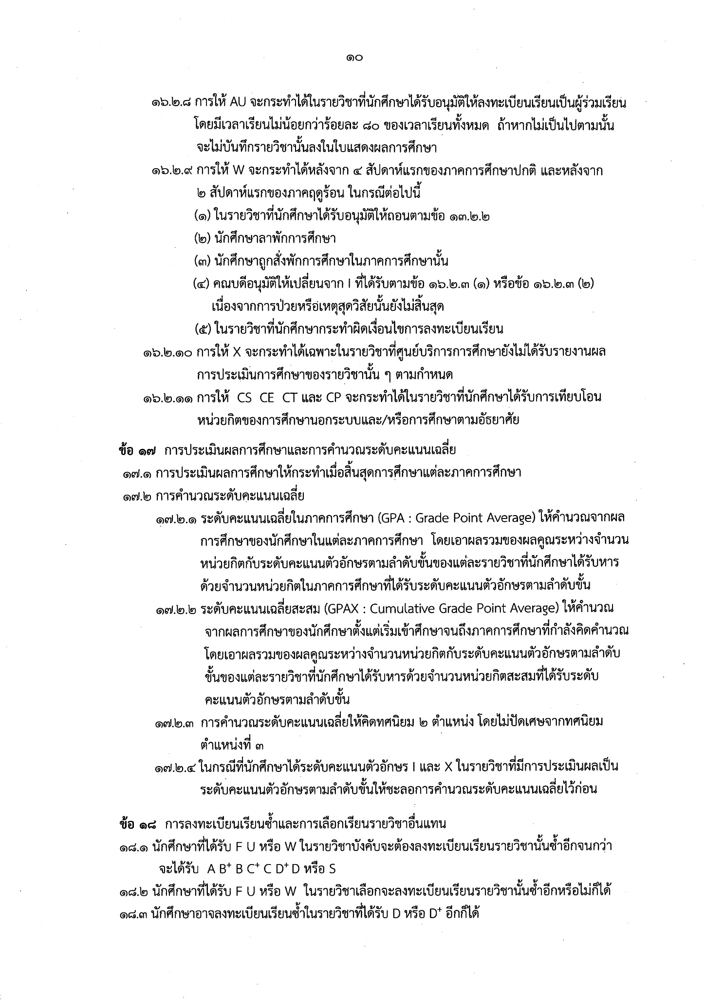 ๑๐
๑๖.๒.๘ การให้ AU จะกระทำได้ในรายวิชาที่นักศึกษาได้รับอนุมัติให้ลงทะเบียนเรียนเป็นผู้ร่วมเรียน
โดยมีเวลาเรียนไม่น้อยกว่าร้อยละ ๘๐ ของเวลาเรียนทั้งหมด ถ้าหากไม่เป็นไปตามนั้น
จะไม่บันทึกรายวิชานั้นลงในใบแสดงผลการศึกษา
๑๖.๒.๙ การให้ W จะกระทำได้หลังจาก ๔ สัปดาห์แรกของภาคการศึกษาปกติ และหลังจาก
๒ สัปดาห์แรกของภาคฤดูร้อน ในกรณีต่อไปนี้
(๑) ในรายวิชาที่นักศึกษาได้รับอนุมัติให้ถอนตามข้อ ๑๓.๒.๒
(๒) นักศึกษาลาพักการศึกษา
(๓) นักศึกษาถูกสั่งพักการศึกษาในภาคการศึกษานั้น
(๔) คณบดีอนุมัติให้เปลี่ยนจาก I ที่ได้รับตามข้อ ๑๖.๒.๓ (๑) หรือข้อ ๑๖.๒.๓ (๒)
เนื่องจากการป่วยหรือเหตุสุดวิสัยนั้นยังไม่สิ้นสุด
(๕) ในรายวิชาที่นักศึกษากระทำผิดเงื่อนไขการลงทะเบียนเรียน
๑๖.๒.๑๐ การให้ X จะกระทำได้เฉพาะในรายวิชาที่ศูนย์บริการการศึกษายังไม่ได้รับรายงานผล
การประเมินการศึกษาของรายวิชานั้น ๆ ตามกำหนด
๑๖.๒.๑๑ การให้ CS CE CT และ CP จะกระทำได้ในรายวิชาที่นักศึกษาได้รับการเทียบโอน
หน่วยกิตของการศึกษานอกระบบและ/หรือการศึกษาตามอัธยาศัย
ข้อ ๑๗ การประเมินผลการศึกษาและการคำนวณระดับคะแนนเฉลี่ย
๑๗.๑ การประเมินผลการศึกษาให้กระทำเมื่อสิ้นสุดการศึกษาแต่ละภาคการศึกษา
๑๗.๒ การคำนวณระดับคะแนนเฉลี่ย
๑๗.๒.๑ ระดับคะแนนเฉลี่ยในภาคการศึกษา (GPA : Grade Point Average) ให้คำนวณจากผล
การศึกษาของนักศึกษาในแต่ละภาคการศึกษา โดยเอาผลรวมของผลคูณระหว่างจำนวน
หน่วยกิตกับระดับคะแนนตัวอักษรตามลำดับขั้นของแต่ละรายวิชาที่นักศึกษาได้รับหาร
ด้วยจำนวนหน่วยกิตในภาคการศึกษาที่ได้รับระดับคะแนนตัวอักษรตามลำดับขั้น
๑๗.๒.๒ ระดับคะแนนเฉลี่ยสะสม (GPAX : Cumulative Grade Point Average) ให้คำนวณ
จากผลการศึกษาของนักศึกษาตั้งแต่เริ่มเข้าศึกษาจนถึงภาคการศึกษาที่กำลังคิดคำนวณ
โดยเอาผลรวมของผลคูณระหว่างจำนวนหน่วยกิตกับระดับคะแนนตัวอักษรตามลำดับ
ขั้นของแต่ละรายวิชาที่นักศึกษาได้รับหารด้วยจำนวนหน่วยกิตสะสมที่ได้รับระดับ
คะแนนตัวอักษรตามลำดับขั้น
๑๗.๒.๓ การคำนวณระดับคะแนนเฉลี่ยให้คิดทศนิยม ๒ ตำแหน่ง โดยไม่ปัดเศษจากทศนิยม
ตำแหน่งที่ ๓
๑๗.๒.๔ ในกรณีที่นักศึกษาได้ระดับคะแนนตัวอักษร I และ X ในรายวิชาที่มีการประเมินผลเป็น
ระดับคะแนนตัวอักษรตามลำดับขั้นให้ชะลอการคำนวณระดับคะแนนเฉลี่ยไว้ก่อน
ข้อ ๑๘ การลงทะเบียนเรียนซ้ำและการเลือกเรียนรายวิชาอื่นแทน
๑๘.๑ นักศึกษาที่ได้รับ F U หรือ W ในรายวิชาบังคับจะต้องลงทะเบียนเรียนรายวิชานั้นซ้ำอีกจนกว่า
จะได้รับ A B⁺ B C⁺ C D⁺ D หรือ S
๑๘.๒ นักศึกษาที่ได้รับ F U หรือ W ในรายวิชาเลือกจะลงทะเบียนเรียนรายวิชานั้นซ้ำอีกหรือไม่ก็ได้
๑๘.๓ นักศึกษาอาจลงทะเบียนเรียนซ้ำในรายวิชาที่ได้รับ D หรือ D⁺ อีกก็ได้